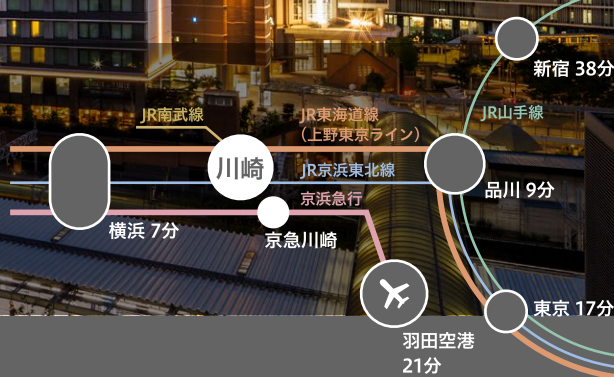 新宿 38分
JR南武線
JR東海道線
（上野東京ライン）
JR山手線
川崎
JR京浜東北線
品川 9分
京浜急行
横浜 7分
京急川崎
東京 17分
羽田空港
21分